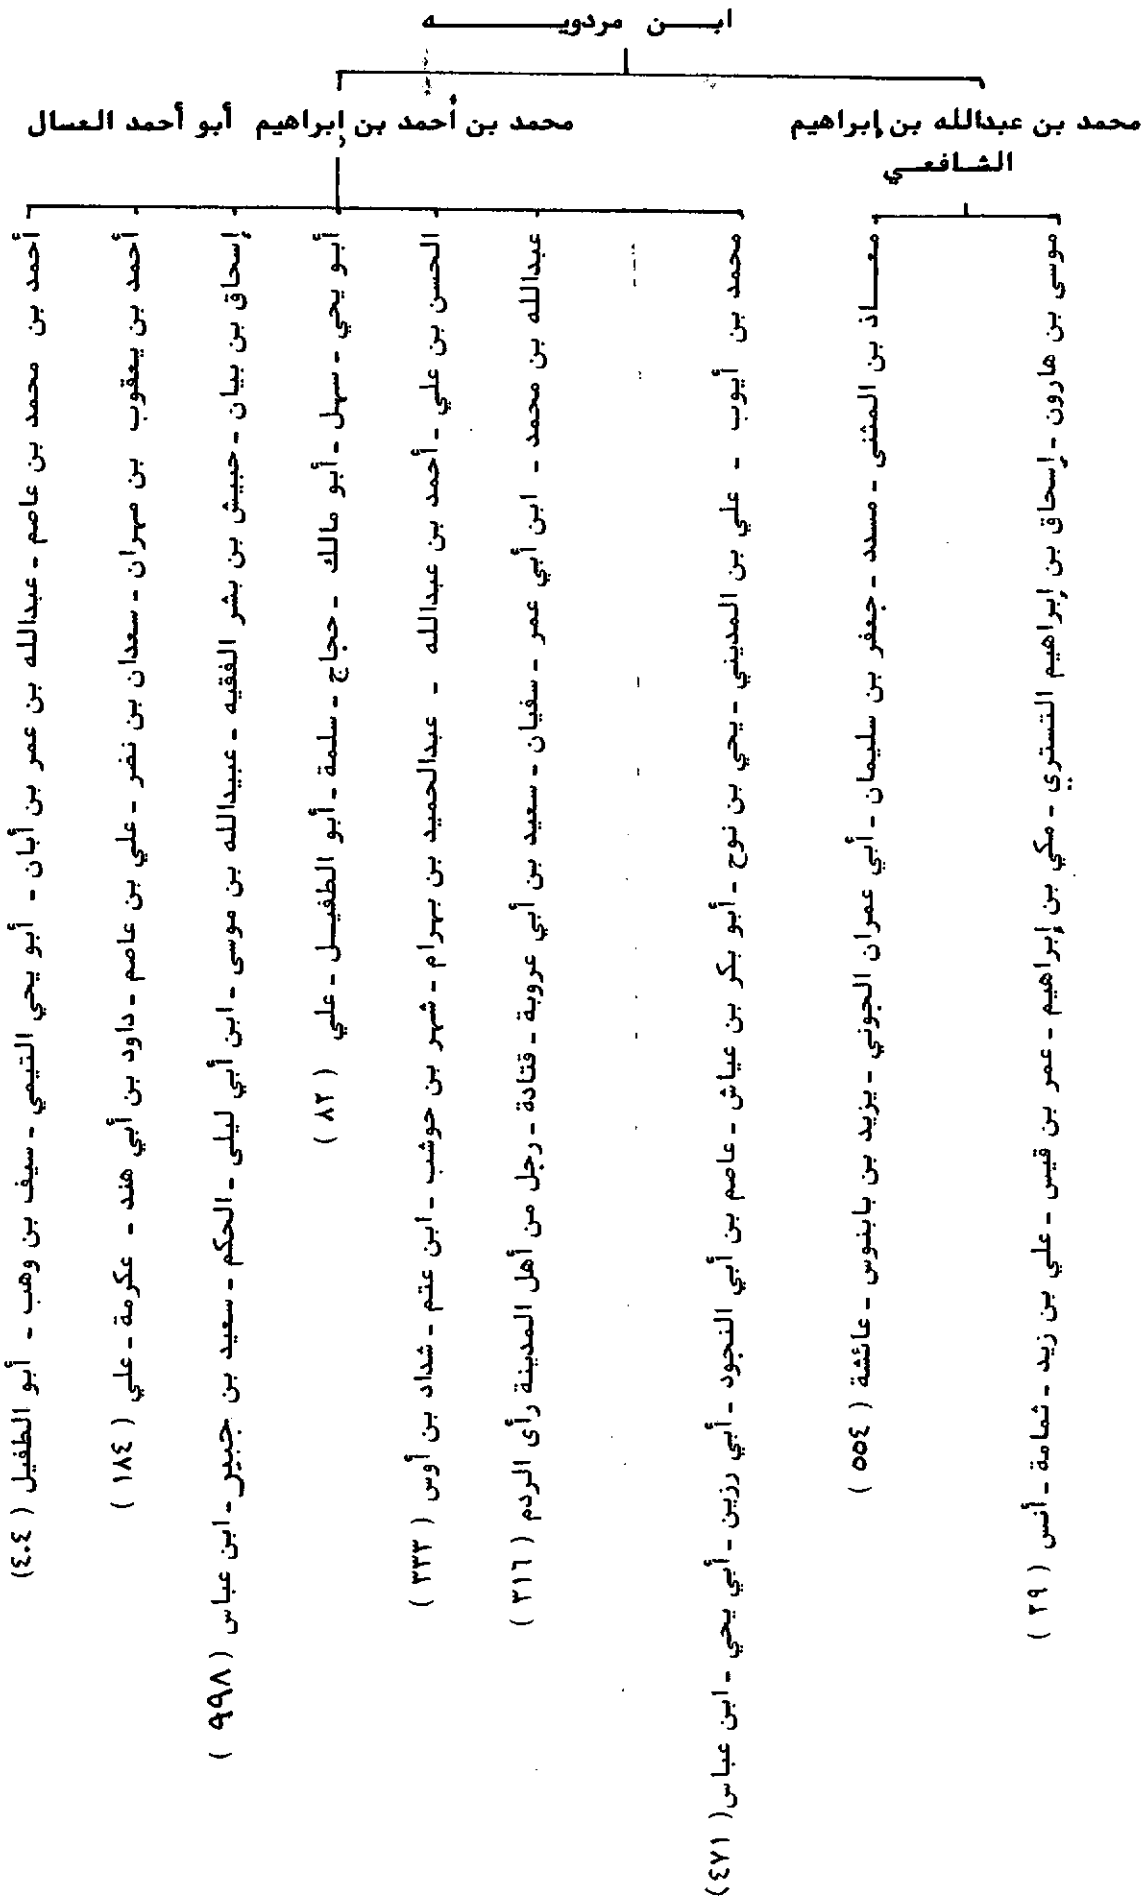 ابن مردويه
محمد بن عبدالله بن إبراهيم
الشافعي
محمد بن أحمد بن إبراهيم أبو أحمد العسال
موسى بن هارون - إسحاق بن إبراهيم التستري - مكي بن إبراهيم - عمر بن قيس - علي بن زيد - ثمامة - أنس ( ٢٩ )
معاذ بن المثنى - مسدد - جعفر بن سليمان - أبي عمران الجوني - يزيد بن بابنوس - عائشة ( ٥٥٤ )
محمد بن أيوب - علي بن المديني - يحي بن نوح - أبو بكر بن عياش - عاصم بن أبي النجود - أبي رزين - أبي يحي - ابن عباس ( ٤٧١ )
عبدالله بن محمد - ابن أبي عمر - سفيان - سعيد بن أبي عروبة - قتادة - رجل من أهل المدينة رأى الردم ( ٣١٦ )
الحسن بن علي - أحمد بن عبدالله - عبدالحميد بن بهرام - شهر بن حوشب - ابن عتم - شداد بن أوس ( ٣٣٣ )
أبو يحي - سهل - أبو مالك - حجاج - سلمة - أبو الطفيل - علي ( ٨٢ )
إسحاق بن بيان - حبيش بن بشر الفقيه - عبيدالله بن موسى - ابن أبي ليلى - الحكم - سعيد بن جبير - ابن عباس ( ٩٩٨ )
أحمد بن يعقوب بن مهران - سعدان بن نضر - علي بن عاصم - داود بن أبي هند - عكرمة - علي ( ١٨٤ )
أحمد بن محمد بن عاصم - عبدالله بن عمر بن أبان - أبو يحي التيمي - سيف بن وهب - أبو الطفيل ( ٤٠٤ )